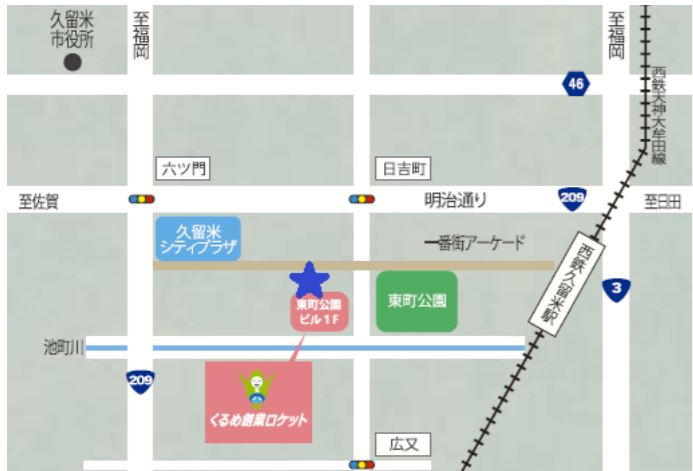 久留米
市役所
至福岡
至福岡
46
西鉄天神大牟田線
六ツ門
日吉町
至佐賀
明治通り
209
至日田
久留米
シティプラザ
一番街アーケード
西鉄久留米駅
3
東町公園
ビル1F
東町公園
池町川
209
くるめ創業ロケット
広又